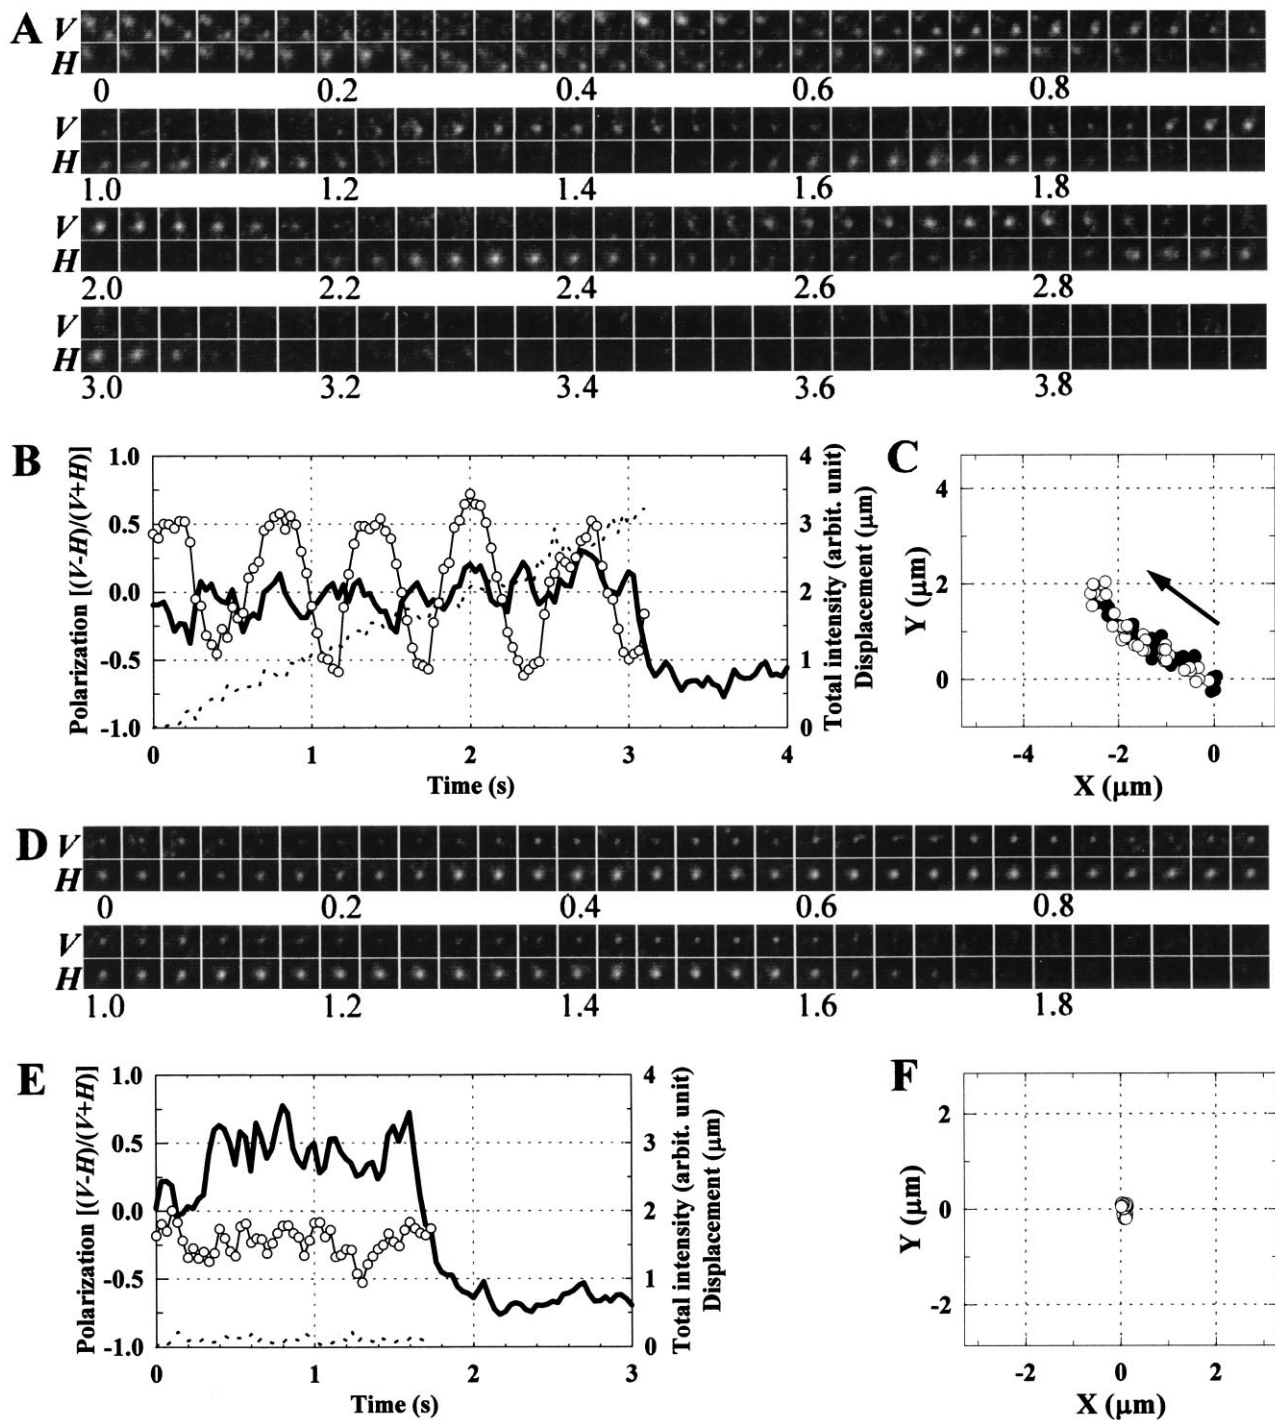 A
V
H
0 0.2 0.4 0.6 0.8
V
H
1.0 1.2 1.4 1.6 1.8
V
H
2.0 2.2 2.4 2.6 2.8
V
H
3.0 3.2 3.4 3.6 3.8
B
Polarization [(V-H)/(V+H)]
1.0
0.5
0.0
-0.5
-1.0
0 1 2 3 4
Time (s)
4
3
2
1
0
Total intensity (arbit. unit)
Displacement (μm)
C
Y (μm)
4
2
0
-4 -2 0
X (μm)
D
V
H
0 0.2 0.4 0.6 0.8
V
H
1.0 1.2 1.4 1.6 1.8
E
Polarization [(V-H)/(V+H)]
1.0
0.5
0.0
-0.5
-1.0
0 1 2 3
Time (s)
4
3
2
1
0
Total intensity (arbit. unit)
Displacement (μm)
F
Y (μm)
2
0
-2
-2 0 2
X (μm)